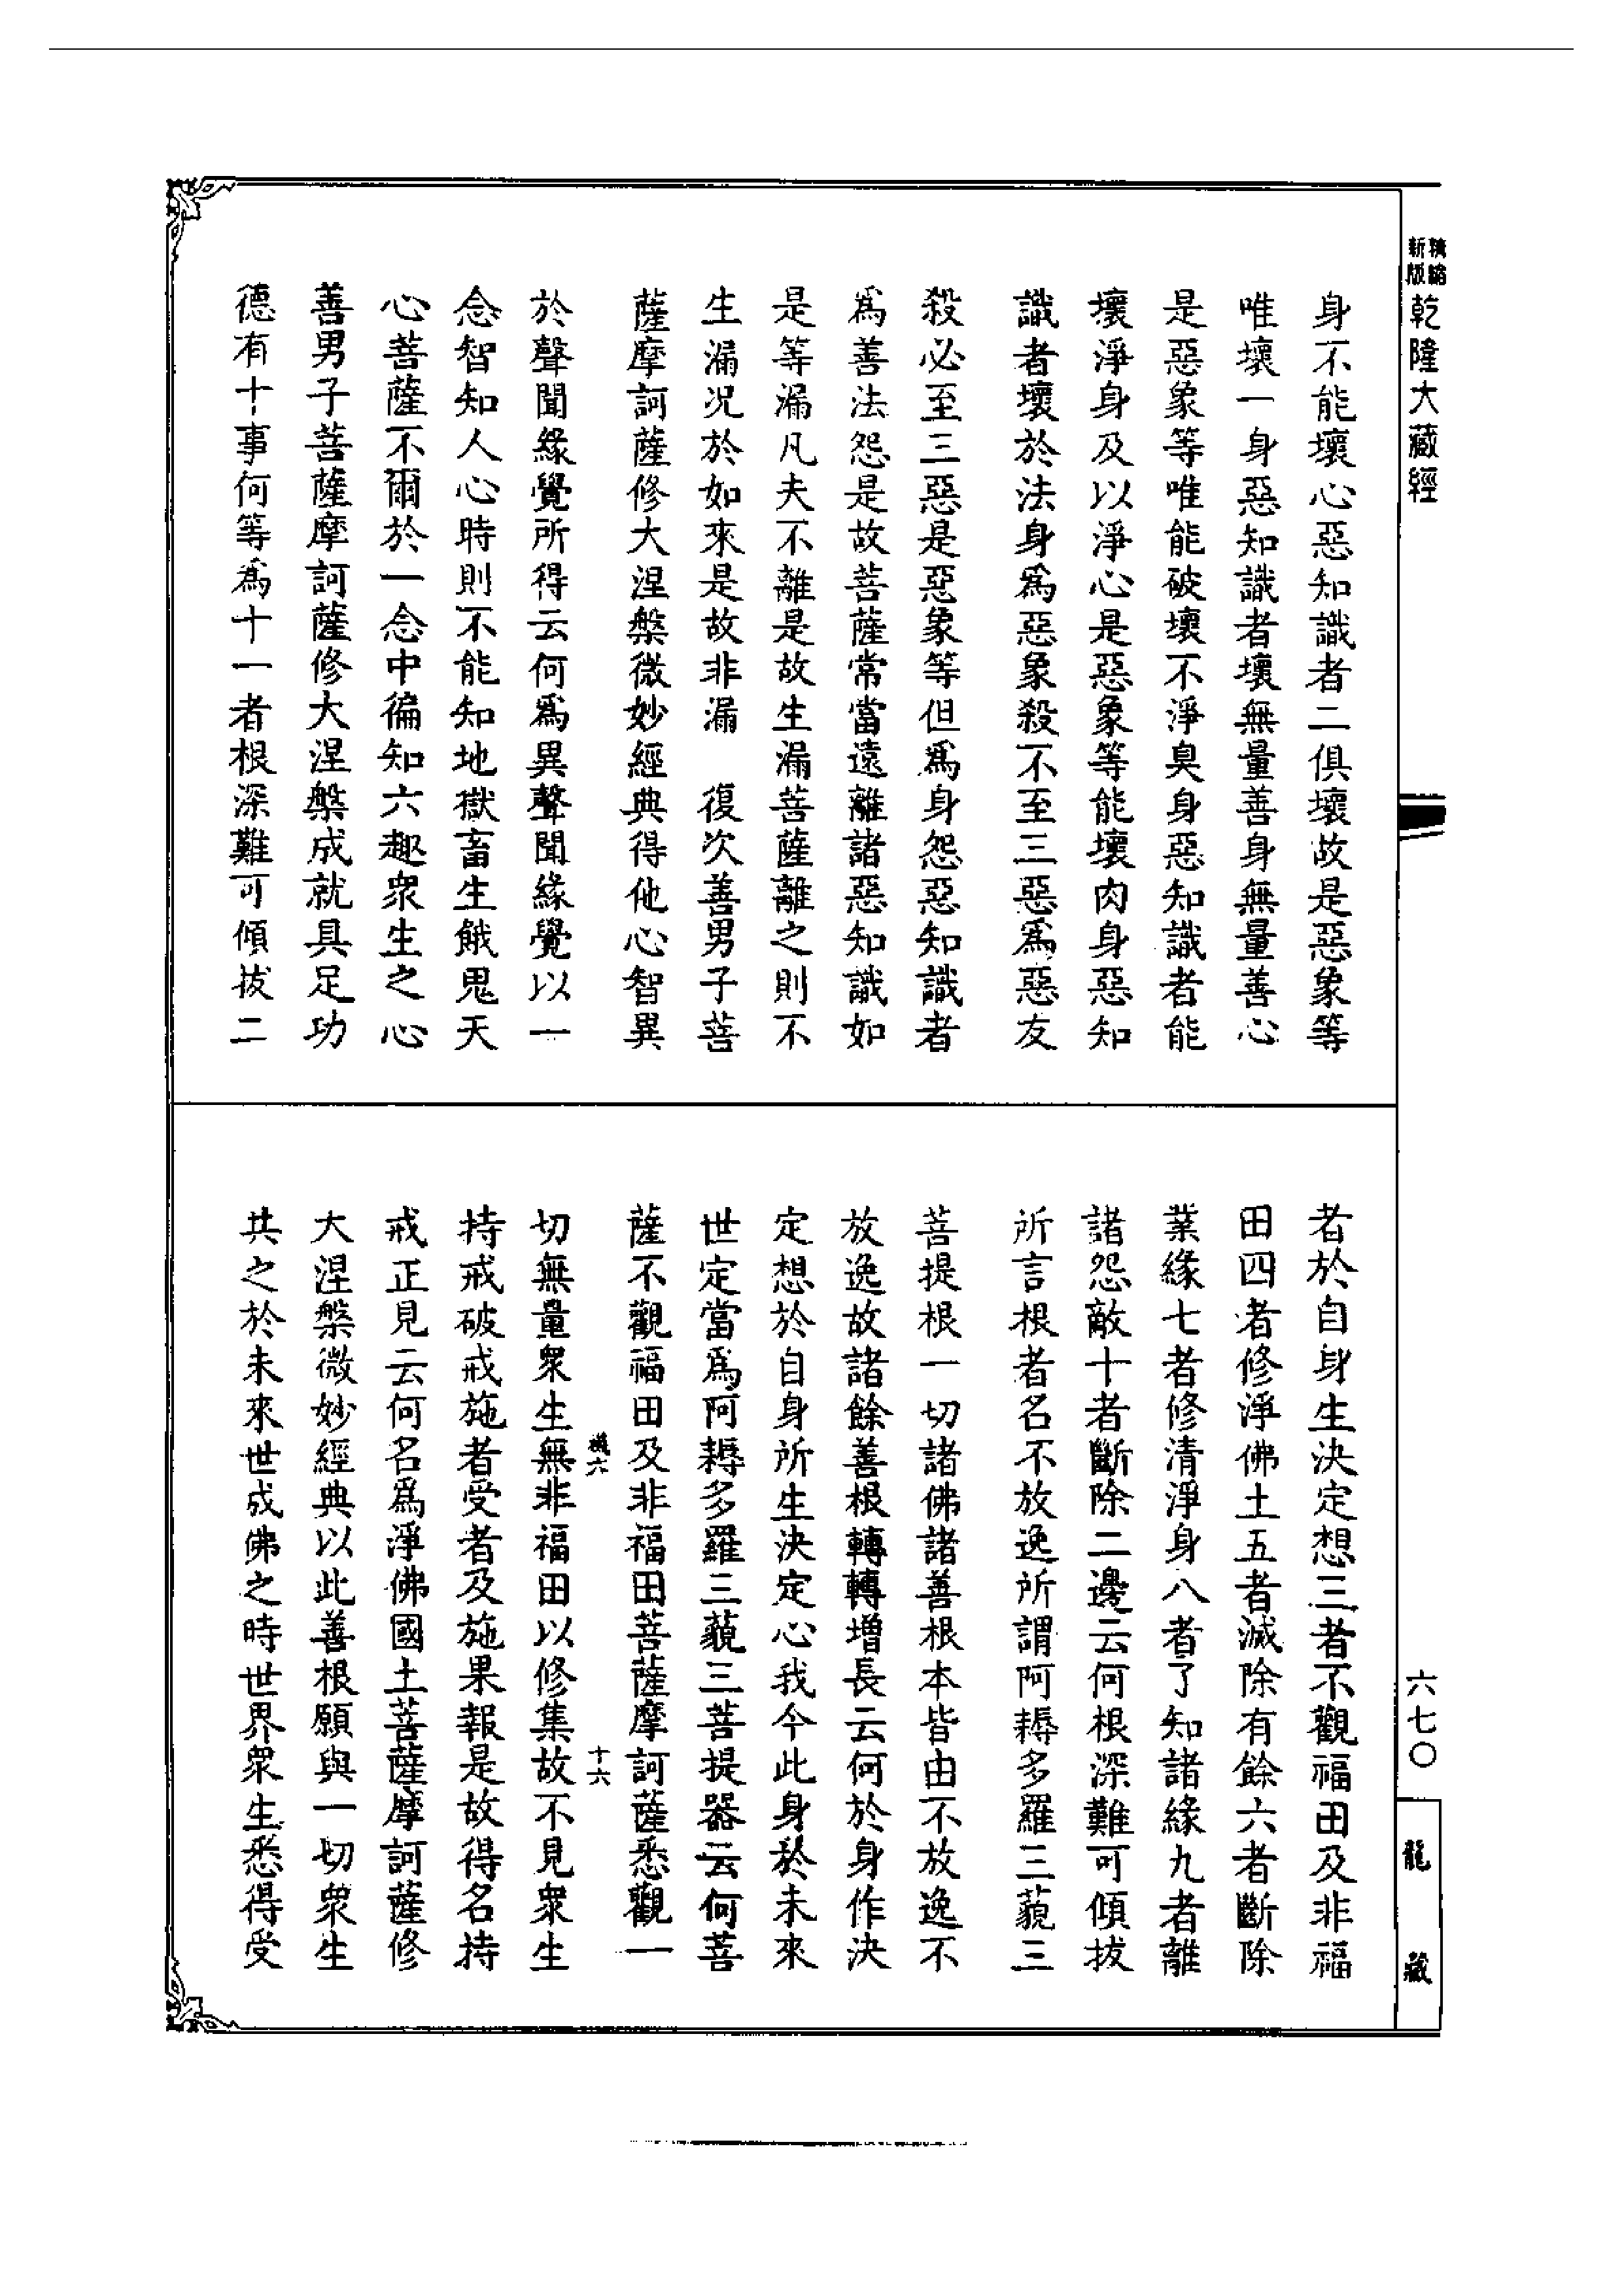 精縮新版乾隆大藏經
身不能壞心惡知識者二俱壞故是惡象等
唯壞一身惡知識者壞無量善身無量善心
是惡象等唯能破壞不淨臭身惡知識者能
壞淨身及以淨心是惡象等能壞肉身惡知
識者壞於法身爲惡象殺不至三惡爲惡友
殺必至三惡是惡象等但爲身怨惡知識者
爲善法怨是故菩薩常當遠離諸惡知識如
是等漏凡夫不離是故生漏菩薩離之則不
生漏况於如來是故非漏　復次善男子菩
薩摩訶薩修大涅槃微妙經典得他心智異
於聲聞緣覺所得云何爲異聲聞緣覺以一
念智知人心時則不能知地獄畜生餓鬼天
心菩薩不爾於一念中徧知六趣衆生之心
善男子菩薩摩訶薩修大涅槃成就具足功
德有十事何等爲十一者根深難可傾拔二
者於自身生決定想三者不觀福田及非福
田四者修淨佛土五者滅除有餘六者斷除
業緣七者修清淨身八者了知諸緣九者離
諸怨敵十者斷除二邊云何根深難可傾拔
所言根者名不放逸所謂阿耨多羅三藐三
菩提根一切諸佛諸善根本皆由不放逸不
放逸故諸餘善根轉轉增長云何於身作決
定想於自身所生決定心我今此身於未來
世定當爲阿耨多羅三藐三菩提器云何菩
薩不觀福田及非福田菩薩摩訶薩悉觀一
十六
切無量衆生無非福田以修集故不見衆生
持戒破戒施者受者及施果報是故得名持
戒正見云何名爲淨佛國土菩薩摩訶薩修
大涅槃微妙經典以此善根願與一切衆生
共之於未來世成佛之時世界衆生悉得受
六七〇
龍藏